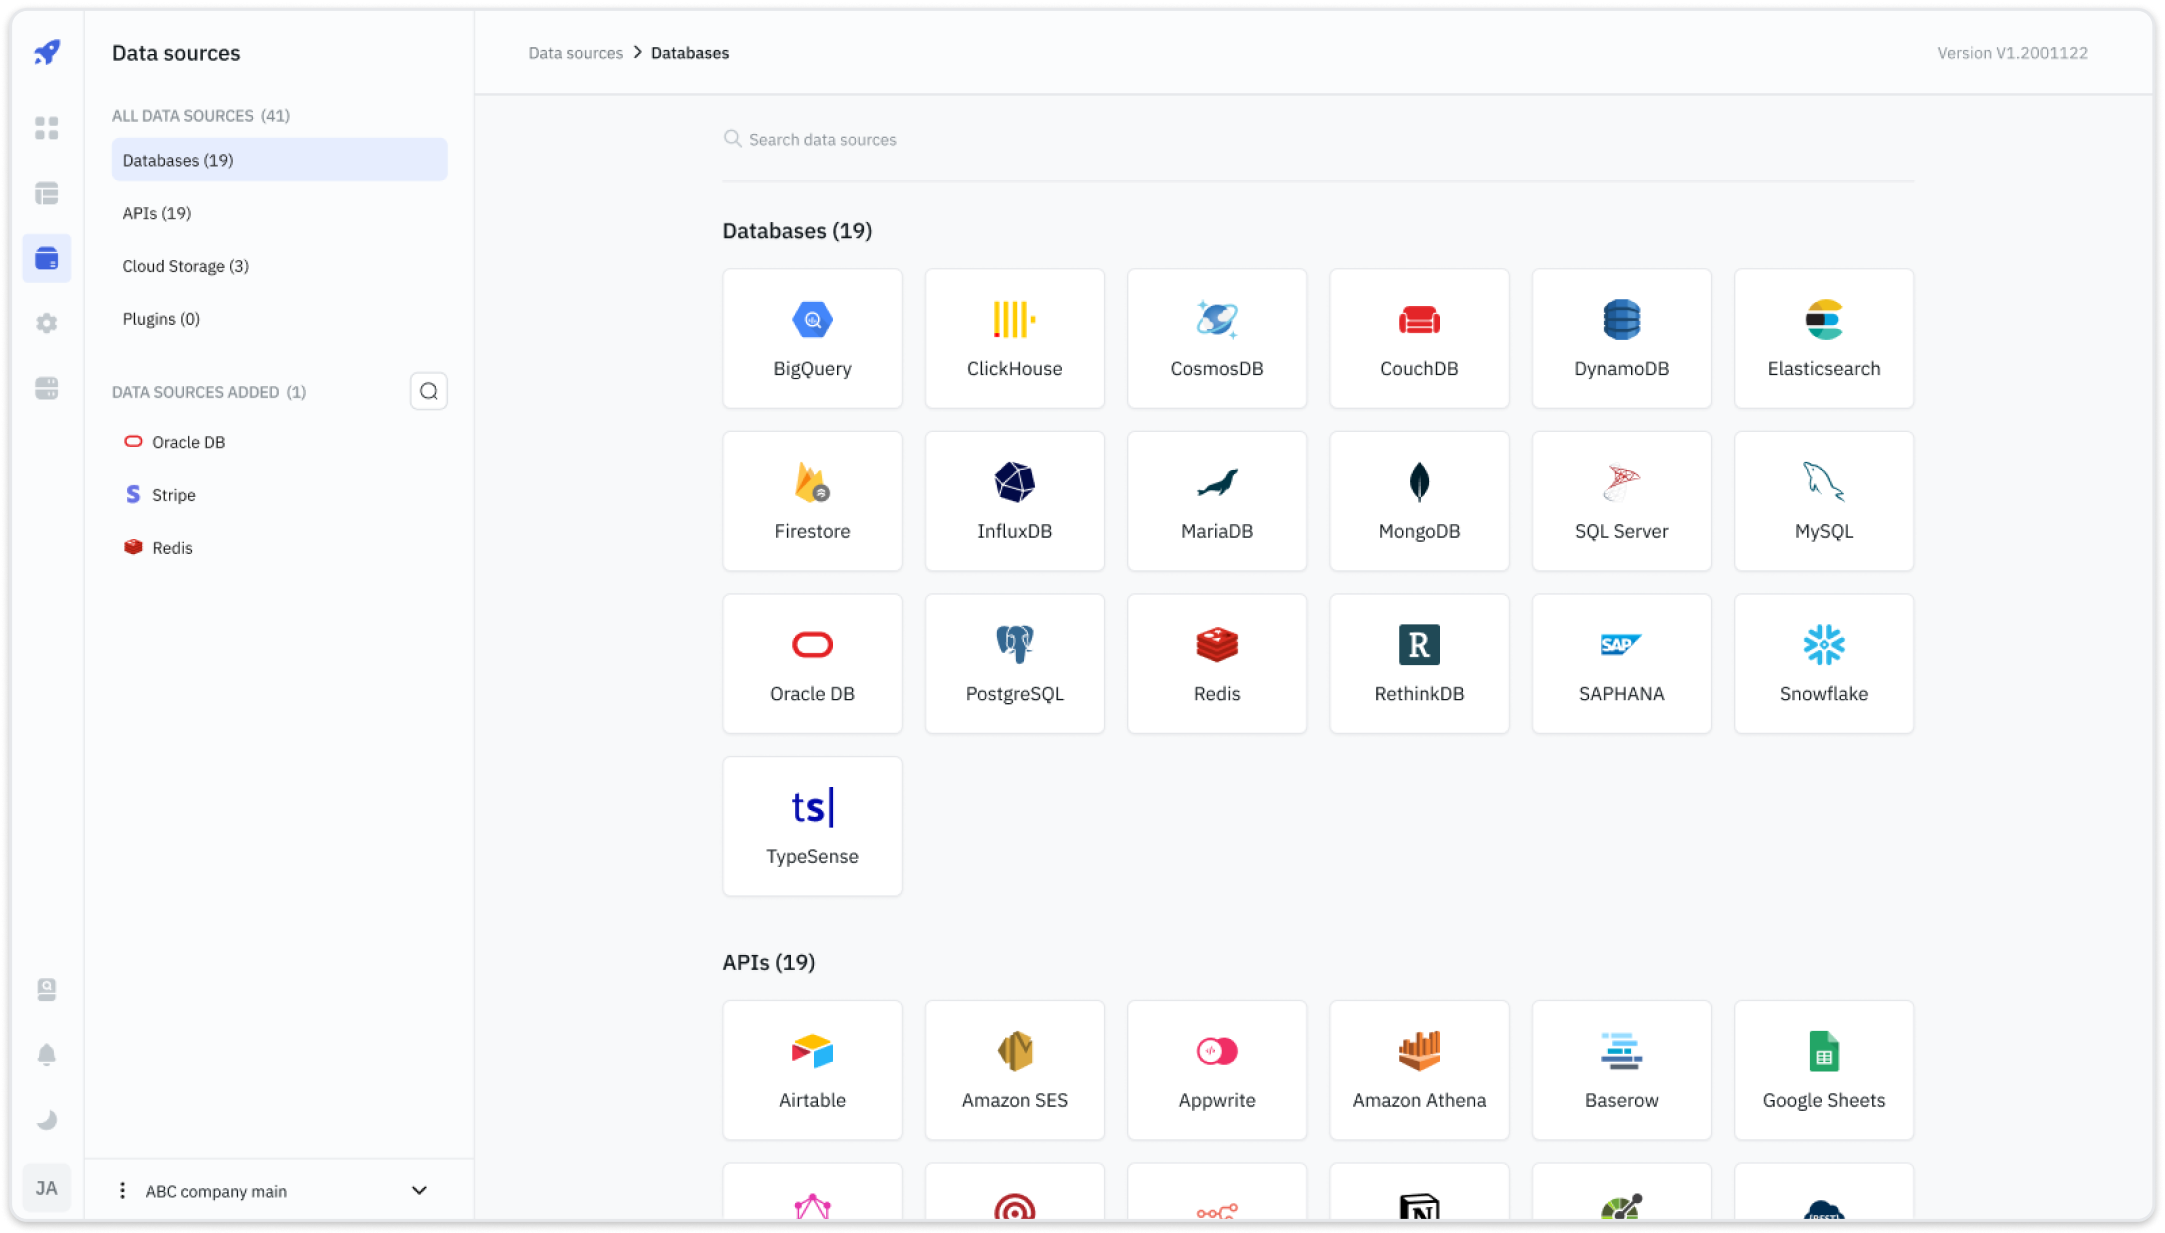 Data sources
ALL DATA SOURCES (41)
Databases (19)
APIs (19)
Cloud Storage (3)
Plugins (0)
DATA SOURCES ADDED (1)
Oracle DB
S Stripe
Redis
JA
ABC company main
Data sources > Databases
Version V1.2001122
Search data sources
Databases (19)
BigQuery
ClickHouse
CosmosDB
CouchDB
DynamoDB
Elasticsearch
Firestore
InfluxDB
MariaDB
MongoDB
SQL Server
MySQL
Oracle DB
PostgreSQL
Redis
R
RethinkDB
SAP
SAPHANA
Snowflake
ts|
TypeSense
APIs (19)
Airtable
Amazon SES
Appwrite
Amazon Athena
Baserow
Google Sheets
N